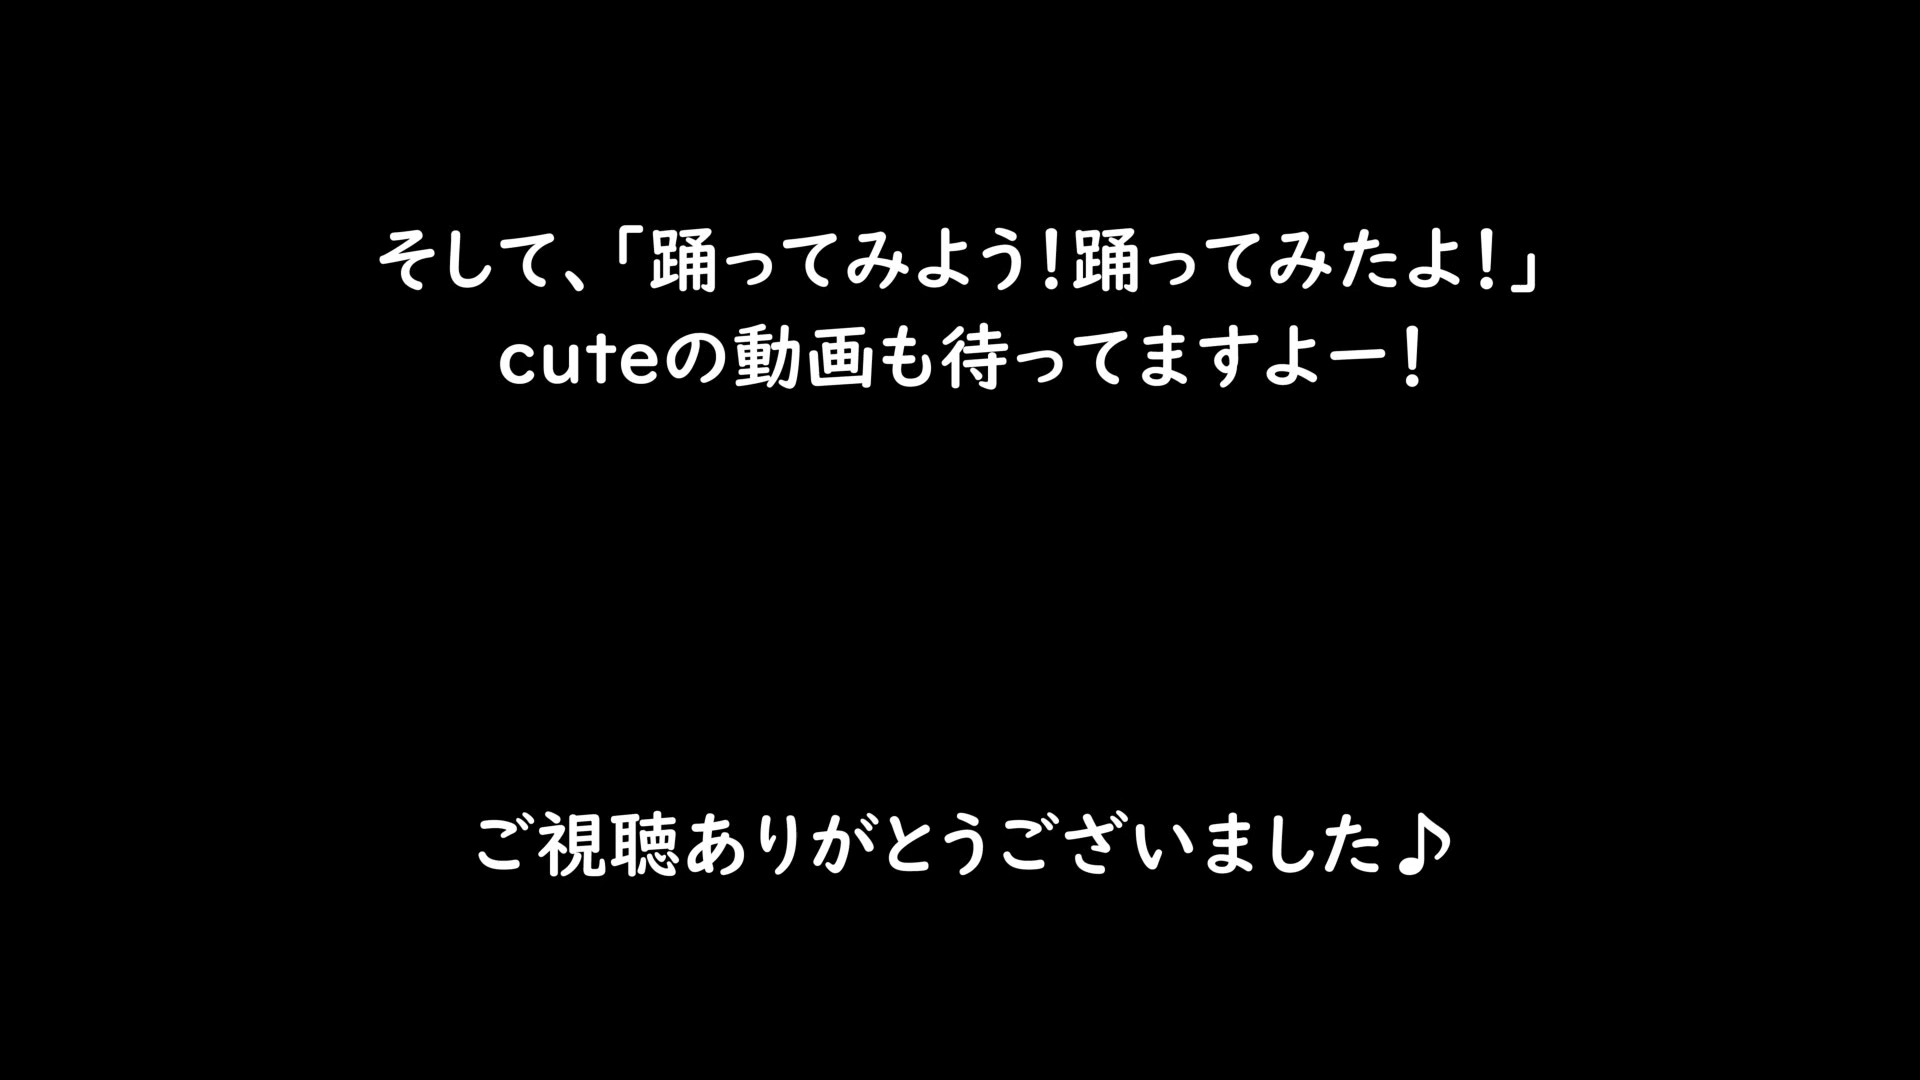 そして、「踊ってみよう！踊ってみたよ！」
cuteの動画も待ってますよー！
ご視聴ありがとうございました♪